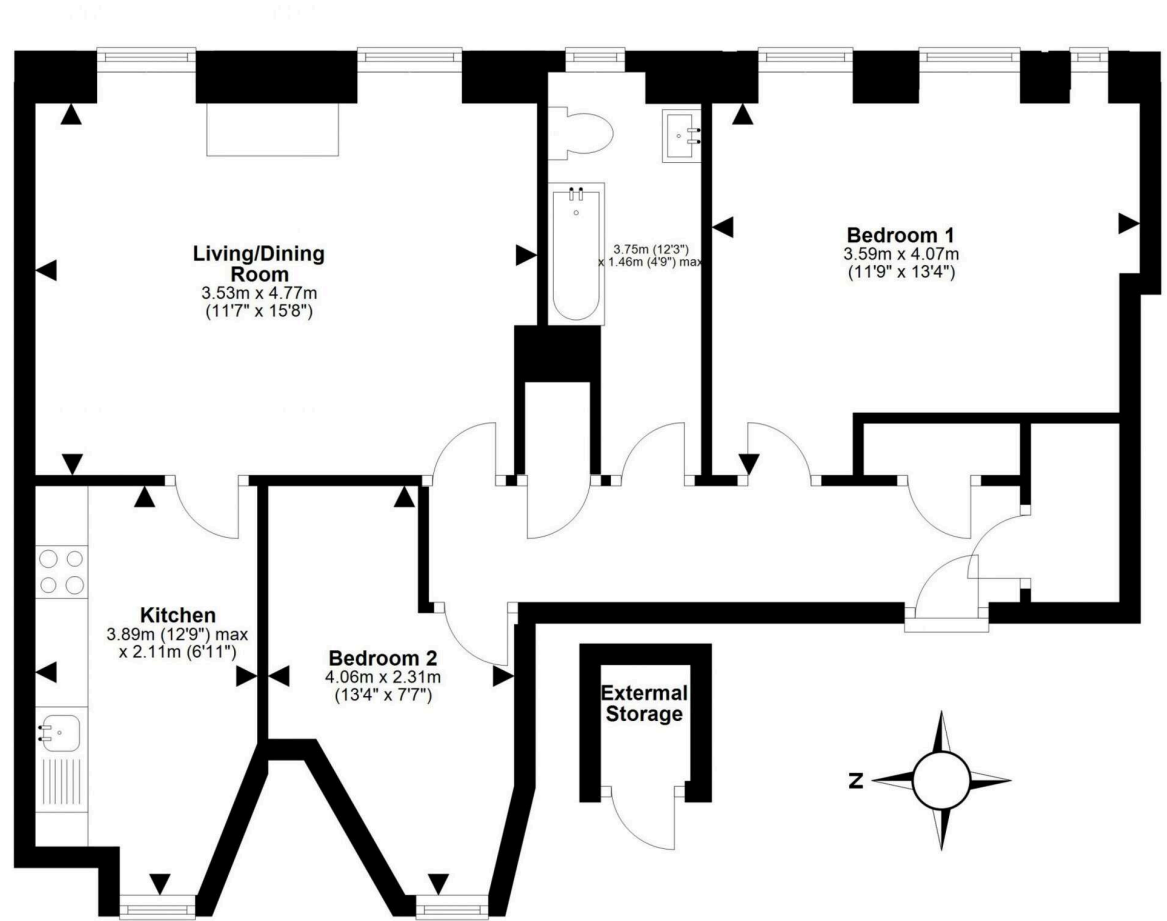 Living/Dining
Room
3.53m x 4.77m
(11'7" x 15'8")
3.75m (12'3")
x 1.46m (4'9") max
Bedroom 1
3.59m x 4.07m
(11'9" x 13'4")
Kitchen
3.89m (12'9") max
x 2.11m (6'11")
Bedroom 2
4.06m x 2.31m
(13'4" x 7'7")
Extermal
Storage
N